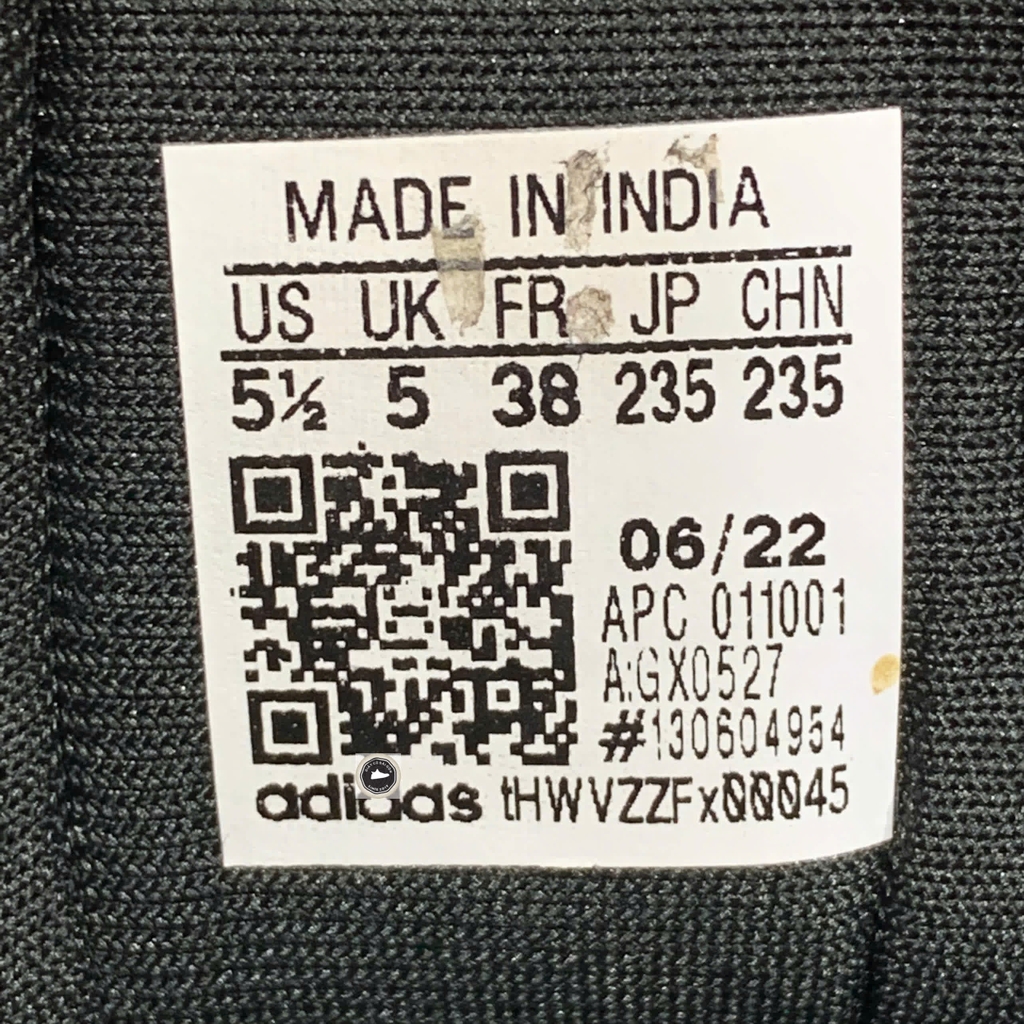 MADE IN INDIA
US UK FR JP CHN
5½ 5 38 235 235
06/22
APC 011001
A:GX0527
#130604954
adidas tHWVZZFx00045